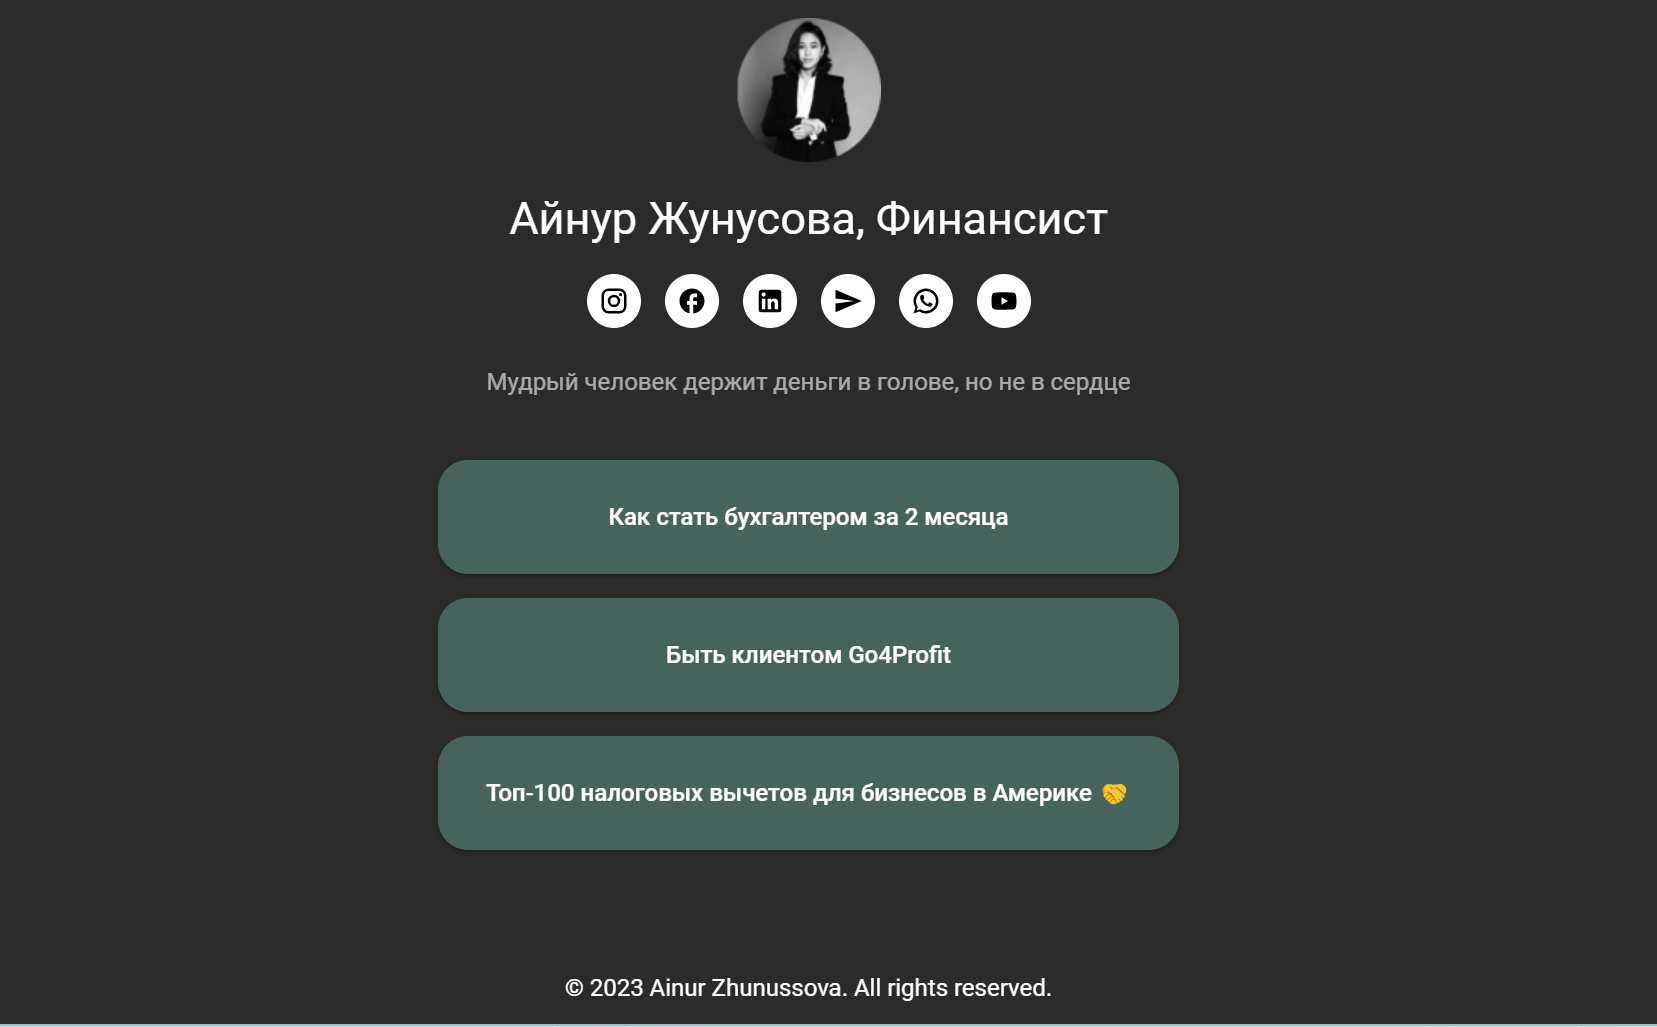 Айнур Жунусова, Финансист
Мудрый человек держит деньги в голове, но не в сердце
Как стать бухгалтером за 2 месяца
Быть клиентом Go4Profit
Топ-100 налоговых вычетов для бизнесов в Америке 🤝
© 2023 Ainur Zhunussova. All rights reserved.